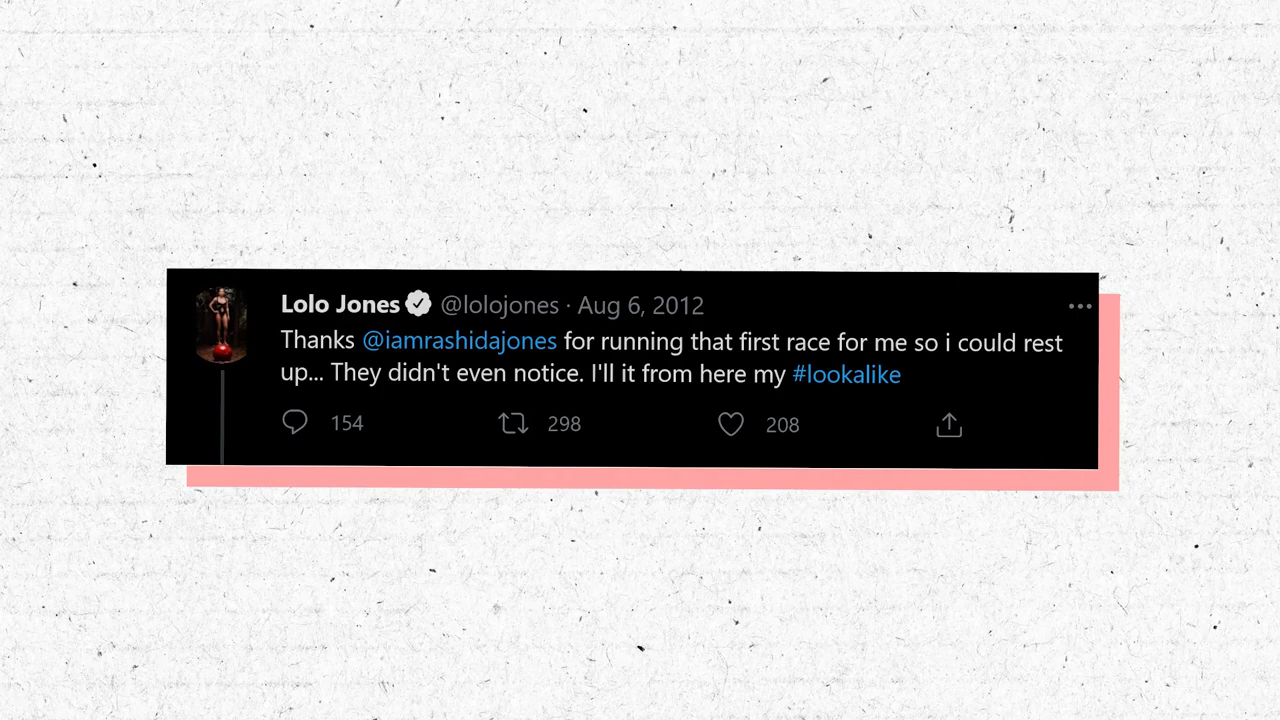 Lolo Jones @lolojones · Aug 6, 2012
Thanks @iamrashidajones for running that first race for me so i could rest
up... They didn't even notice. I'll it from here my #lookalike
154 298 208